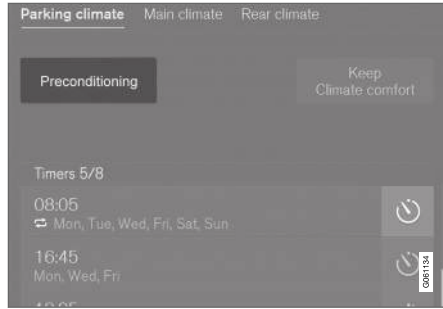 Parking climate Main climate Rear climate
Preconditioning
Keep
Climate comfort
Timers 5/8
08:05
Mon, Tue, Wed, Fri, Sat, Sun
16:45
Mon, Wed, Fri
G061134